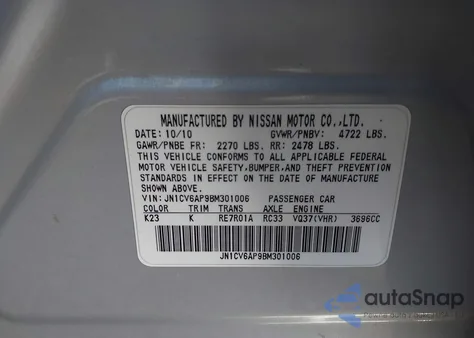 MANUFACTURED BY NISSAN MOTOR CO.,LTD.
DATE: 10/10 GVWR/PNBV: 4722 LBS.
GAWR/PNBE FR: 2270 LBS. RR: 2478 LBS.
THIS VEHICLE CONFORMS TO ALL APPLICABLE FEDERAL
MOTOR VEHICLE SAFETY,BUMPER,AND THEFT PREVENTION
STANDARDS IN EFFECT ON THE DATE OF MANUFACTURE
SHOWN ABOVE.
VIN: JN1CV6AP9BM301006 PASSENGER CAR
COLOR TRIM TRANS AXLE ENGINE
K23 K RE7R01A RC33 VQ37(VHR) 3696CC
JN1CV6AP9BM301006
autoSnap